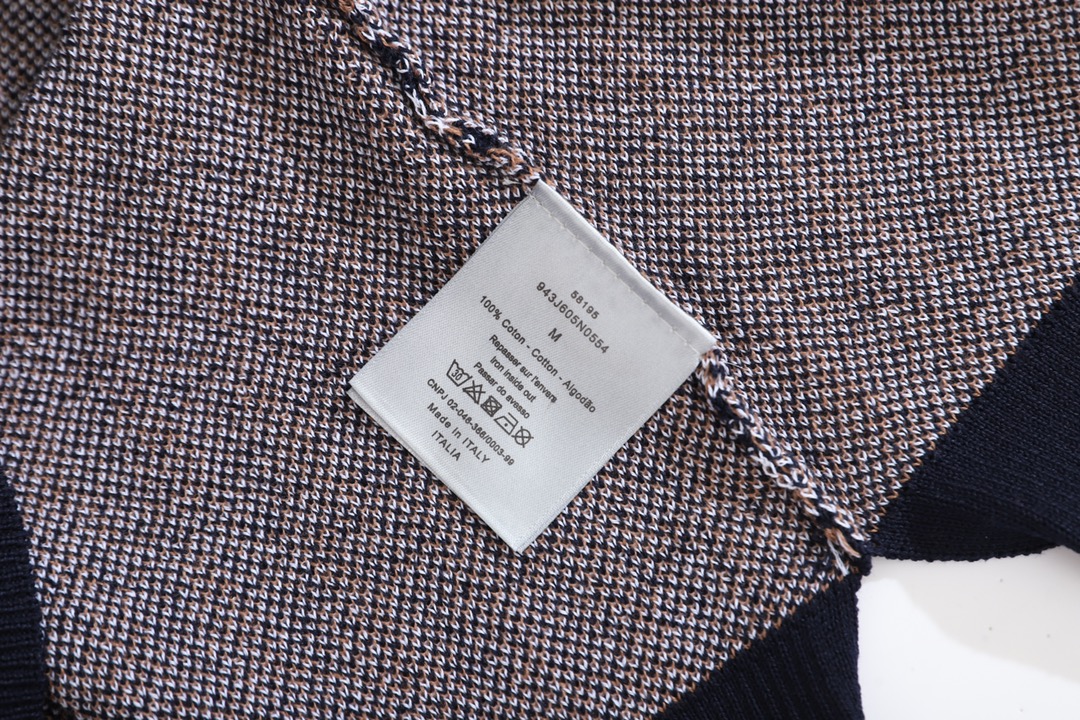 58195
943J605N0554
M
100% Coton - Cotton - Algodão
Repasser sur l'envers
Iron inside out
Passar do avesso
30
CNPJ 02-046-366/0003-99
Made in ITALY
ITALIA